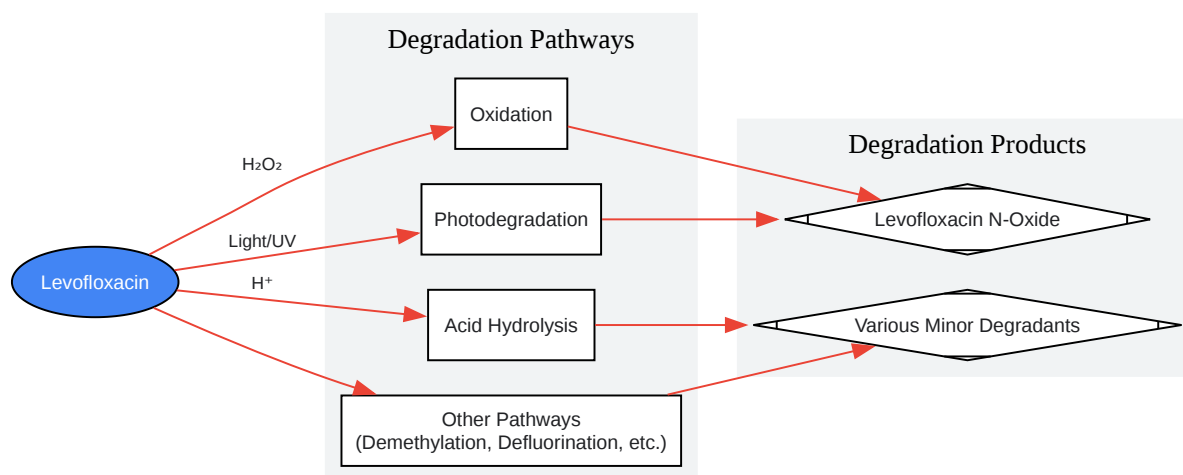 Degradation Pathways
Oxidation
Degradation Products
H₂O₂
Levofloxacin N-Oxide
Photodegradation
Light/UV
Levofloxacin
H⁺
Acid Hydrolysis
Various Minor Degradants
Other Pathways
(Demethylation, Defluorination, etc.)